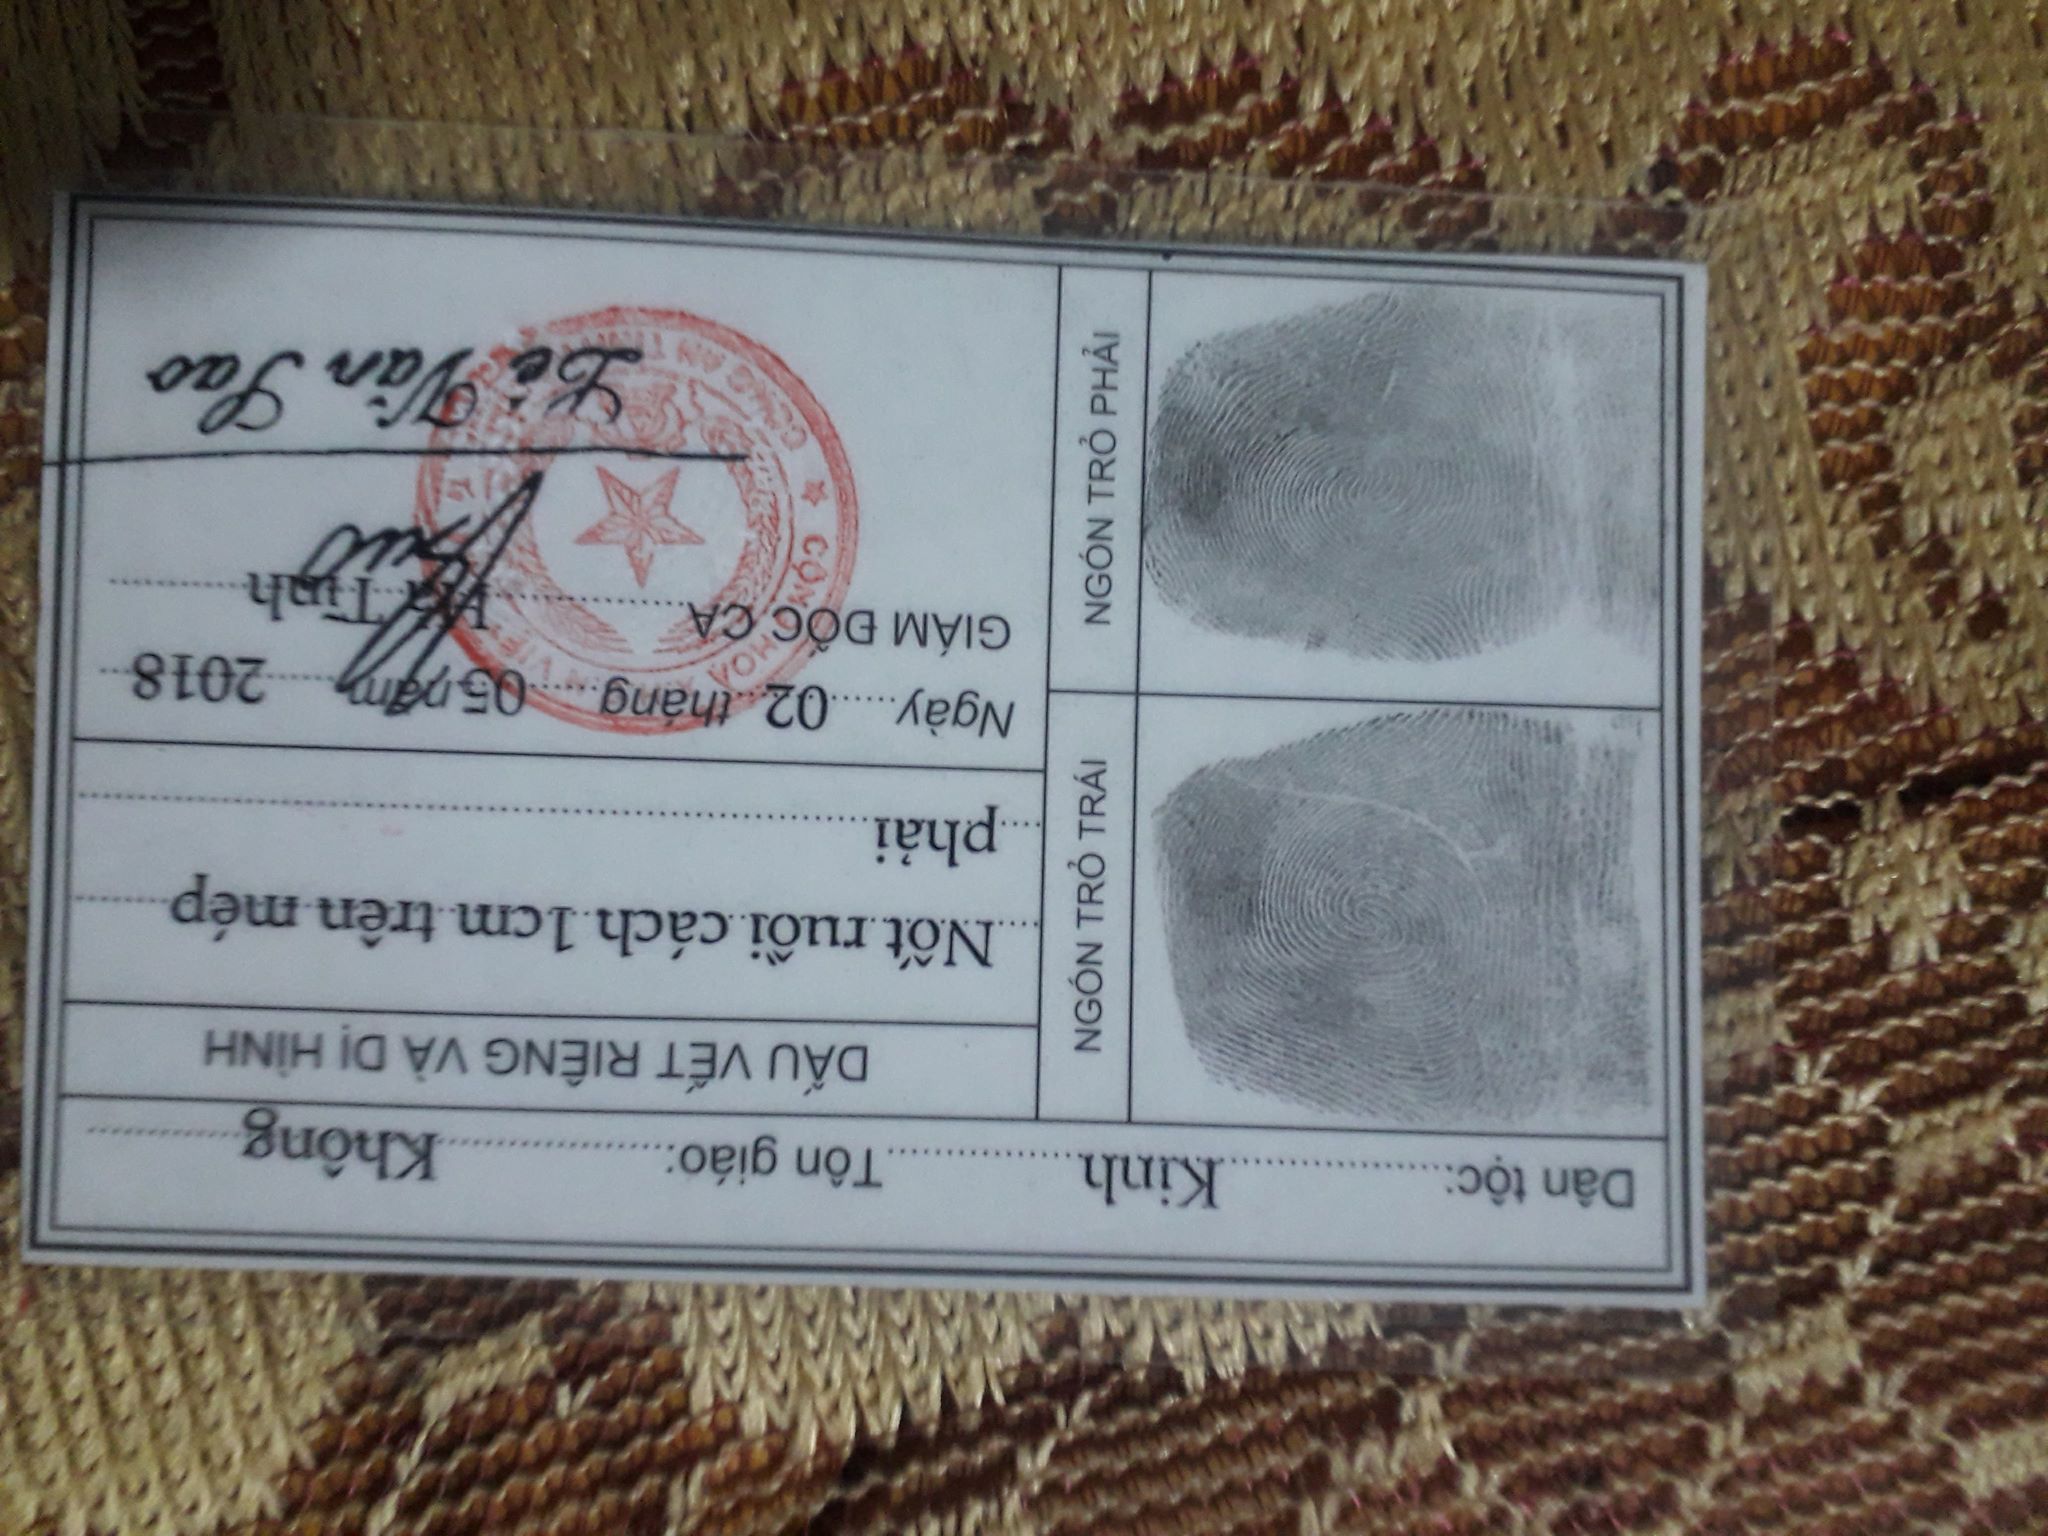 Dân tộc: Kinh Tôn giáo: Không
NGÓN TRỎ TRÁI
NGÓN TRỎ PHẢI
DẤU VẾT RIÊNG VÀ DỊ HÌNH
Nốt ruồi cách 1cm trên mép
phải
Ngày 02 tháng 05 năm 2018
GIÁM ĐỐC CA Hà Tĩnh
Lê Văn Sao
CỘNG HOÀ
CÔNG AN TỈNH